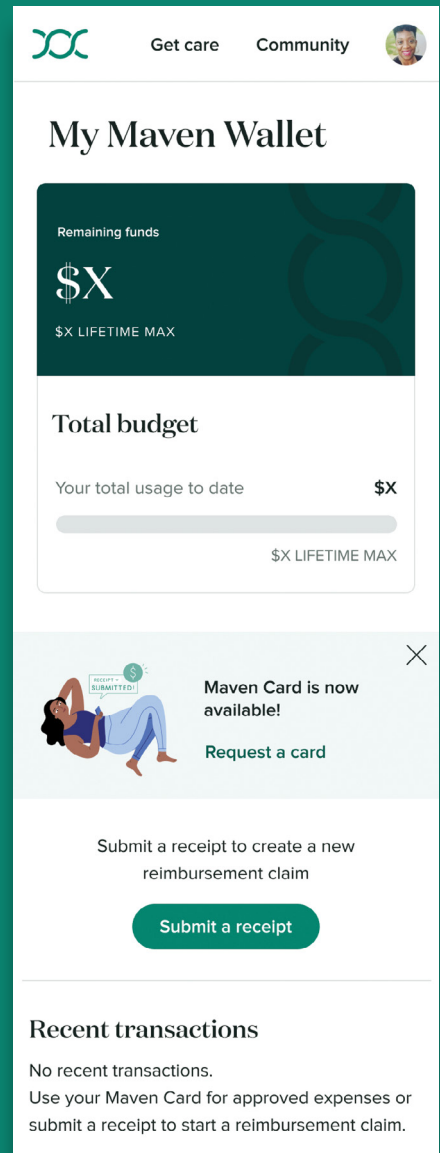 Get care Community
My Maven Wallet
Remaining funds
$X
$X LIFETIME MAX
Total budget
Your total usage to date $X
$X LIFETIME MAX
RECEIPT
SUBMITTED!
$
Maven Card is now
available!
Request a card
Submit a receipt to create a new
reimbursement claim
Submit a receipt
Recent transactions
No recent transactions.
Use your Maven Card for approved expenses or
submit a receipt to start a reimbursement claim.